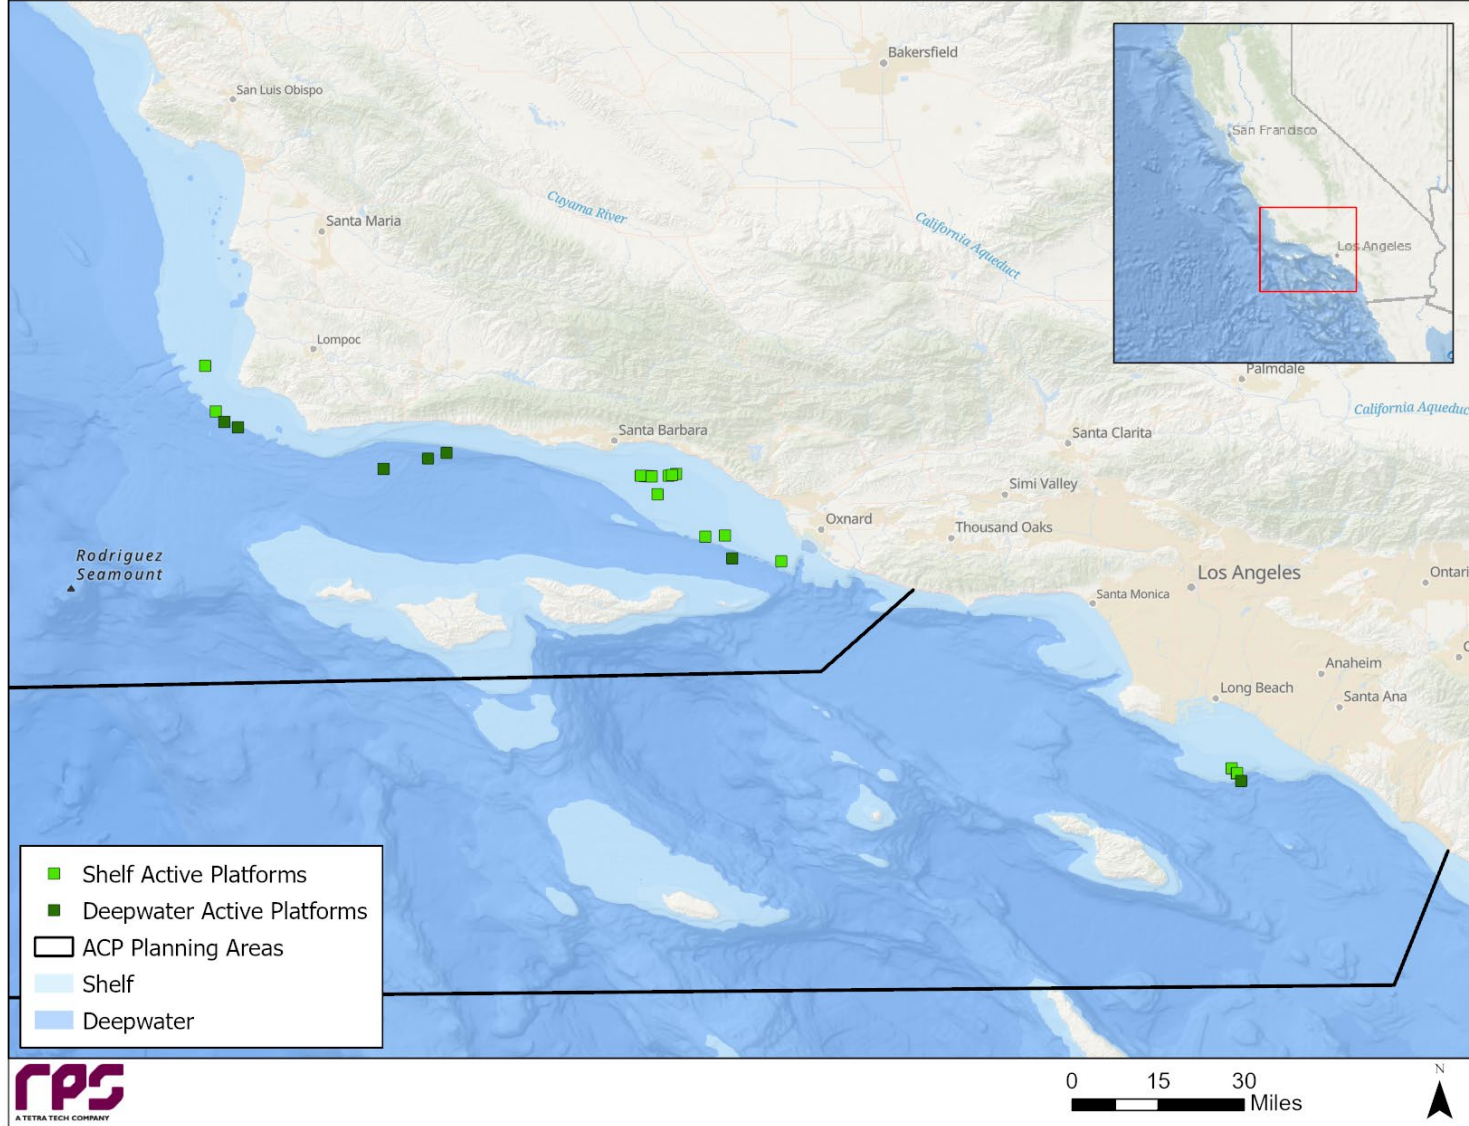 Bakersfield
San Luis Obispo
San Francisco
Cuyama River
Santa Maria
California Aqueduct
Los Angeles
Lompoc
Palmdale
California Aqueduc
Santa Barbara
Santa Clarita
Simi Valley
Oxnard
Thousand Oaks
Rodriguez
Seamount
Los Angeles
Ontari
Santa Monica
Anaheim
Long Beach
Santa Ana
Shelf Active Platforms
Deepwater Active Platforms
ACP Planning Areas
Shelf
Deepwater
rps
A TETRA TECH COMPANY
0 15 30
Miles
N